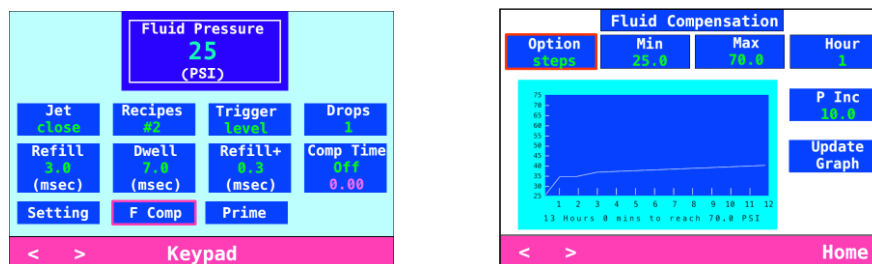 Fluid Pressure
25
(PSI)
Jet
close
Recipes
#2
Trigger
level
Drops
1
Refill
3.0
(msec)
Dwell
7.0
(msec)
Refill+
0.3
(msec)
Comp Time
Off
0.00
Setting
F Comp
Prime
< > Keypad
Fluid Compensation
Option
steps
Min
25.0
Max
70.0
Hour
1
P Inc
10.0
Update
Graph
75
70
65
60
55
50
45
40
35
30
25
1 2 3 4 5 6 7 8 9 10 11 12
13 Hours 0 mins to reach 70.0 PSI
< > Home